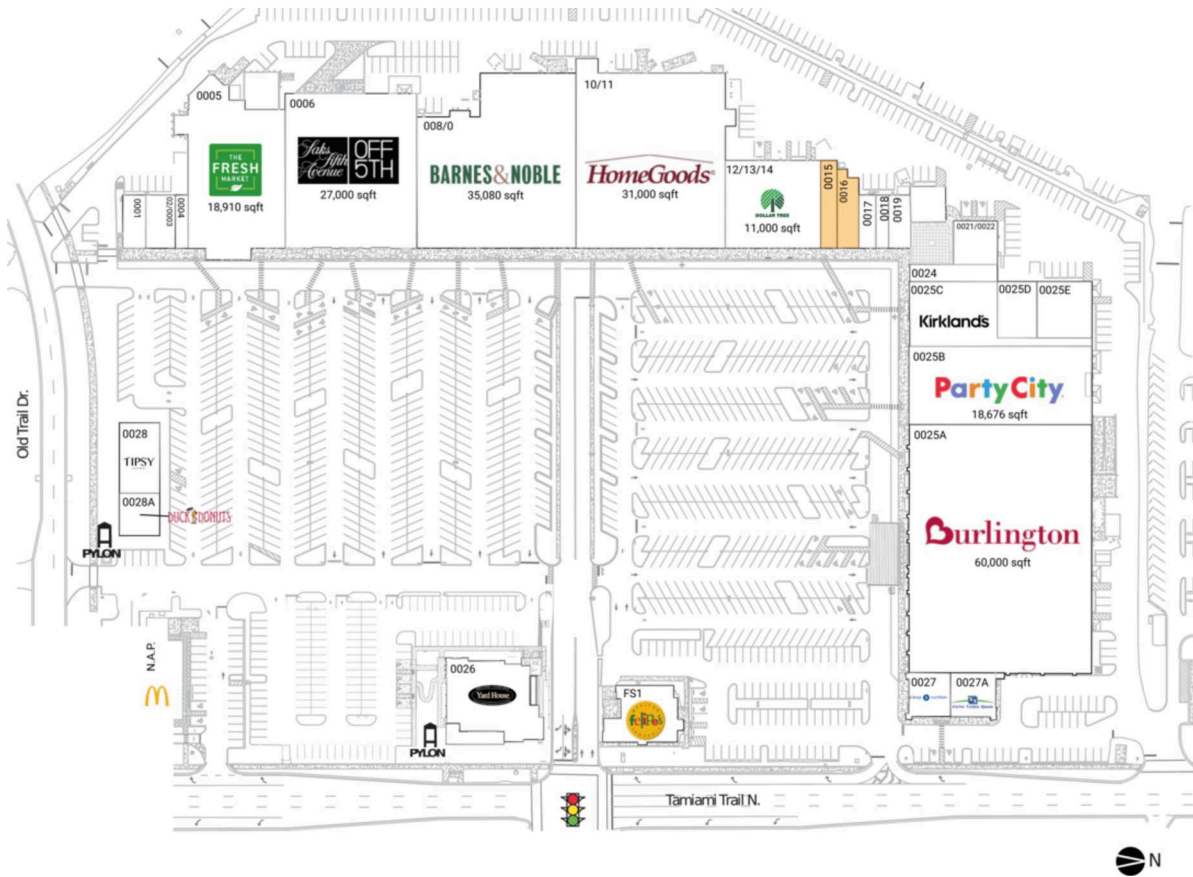 0005
THE
FRESH
MARKET
18,910 sqft
0006
Saks
Fifth
Avenue
OFF
5TH
27,000 sqft
008/0
BARNES&NOBLE
35,080 sqft
10/11
HomeGoods
31,000 sqft
12/13/14
DOLLAR TREE
11,000 sqft
0015
0016
0017
0018
0019
0001
02/0003
0004
0021/0022
0024
0025C
0025D
0025E
Kirkland's
0025B
Party City
18,676 sqft
0025A
Burlington
60,000 sqft
Old Trail Dr.
0028
TIPSY
0028A
DUCK DONUTS
PYLON
N.A.P.
0026
Yard House
PYLON
FS1
Felipe's
0027
0027A
Tamiami Trail N.
N